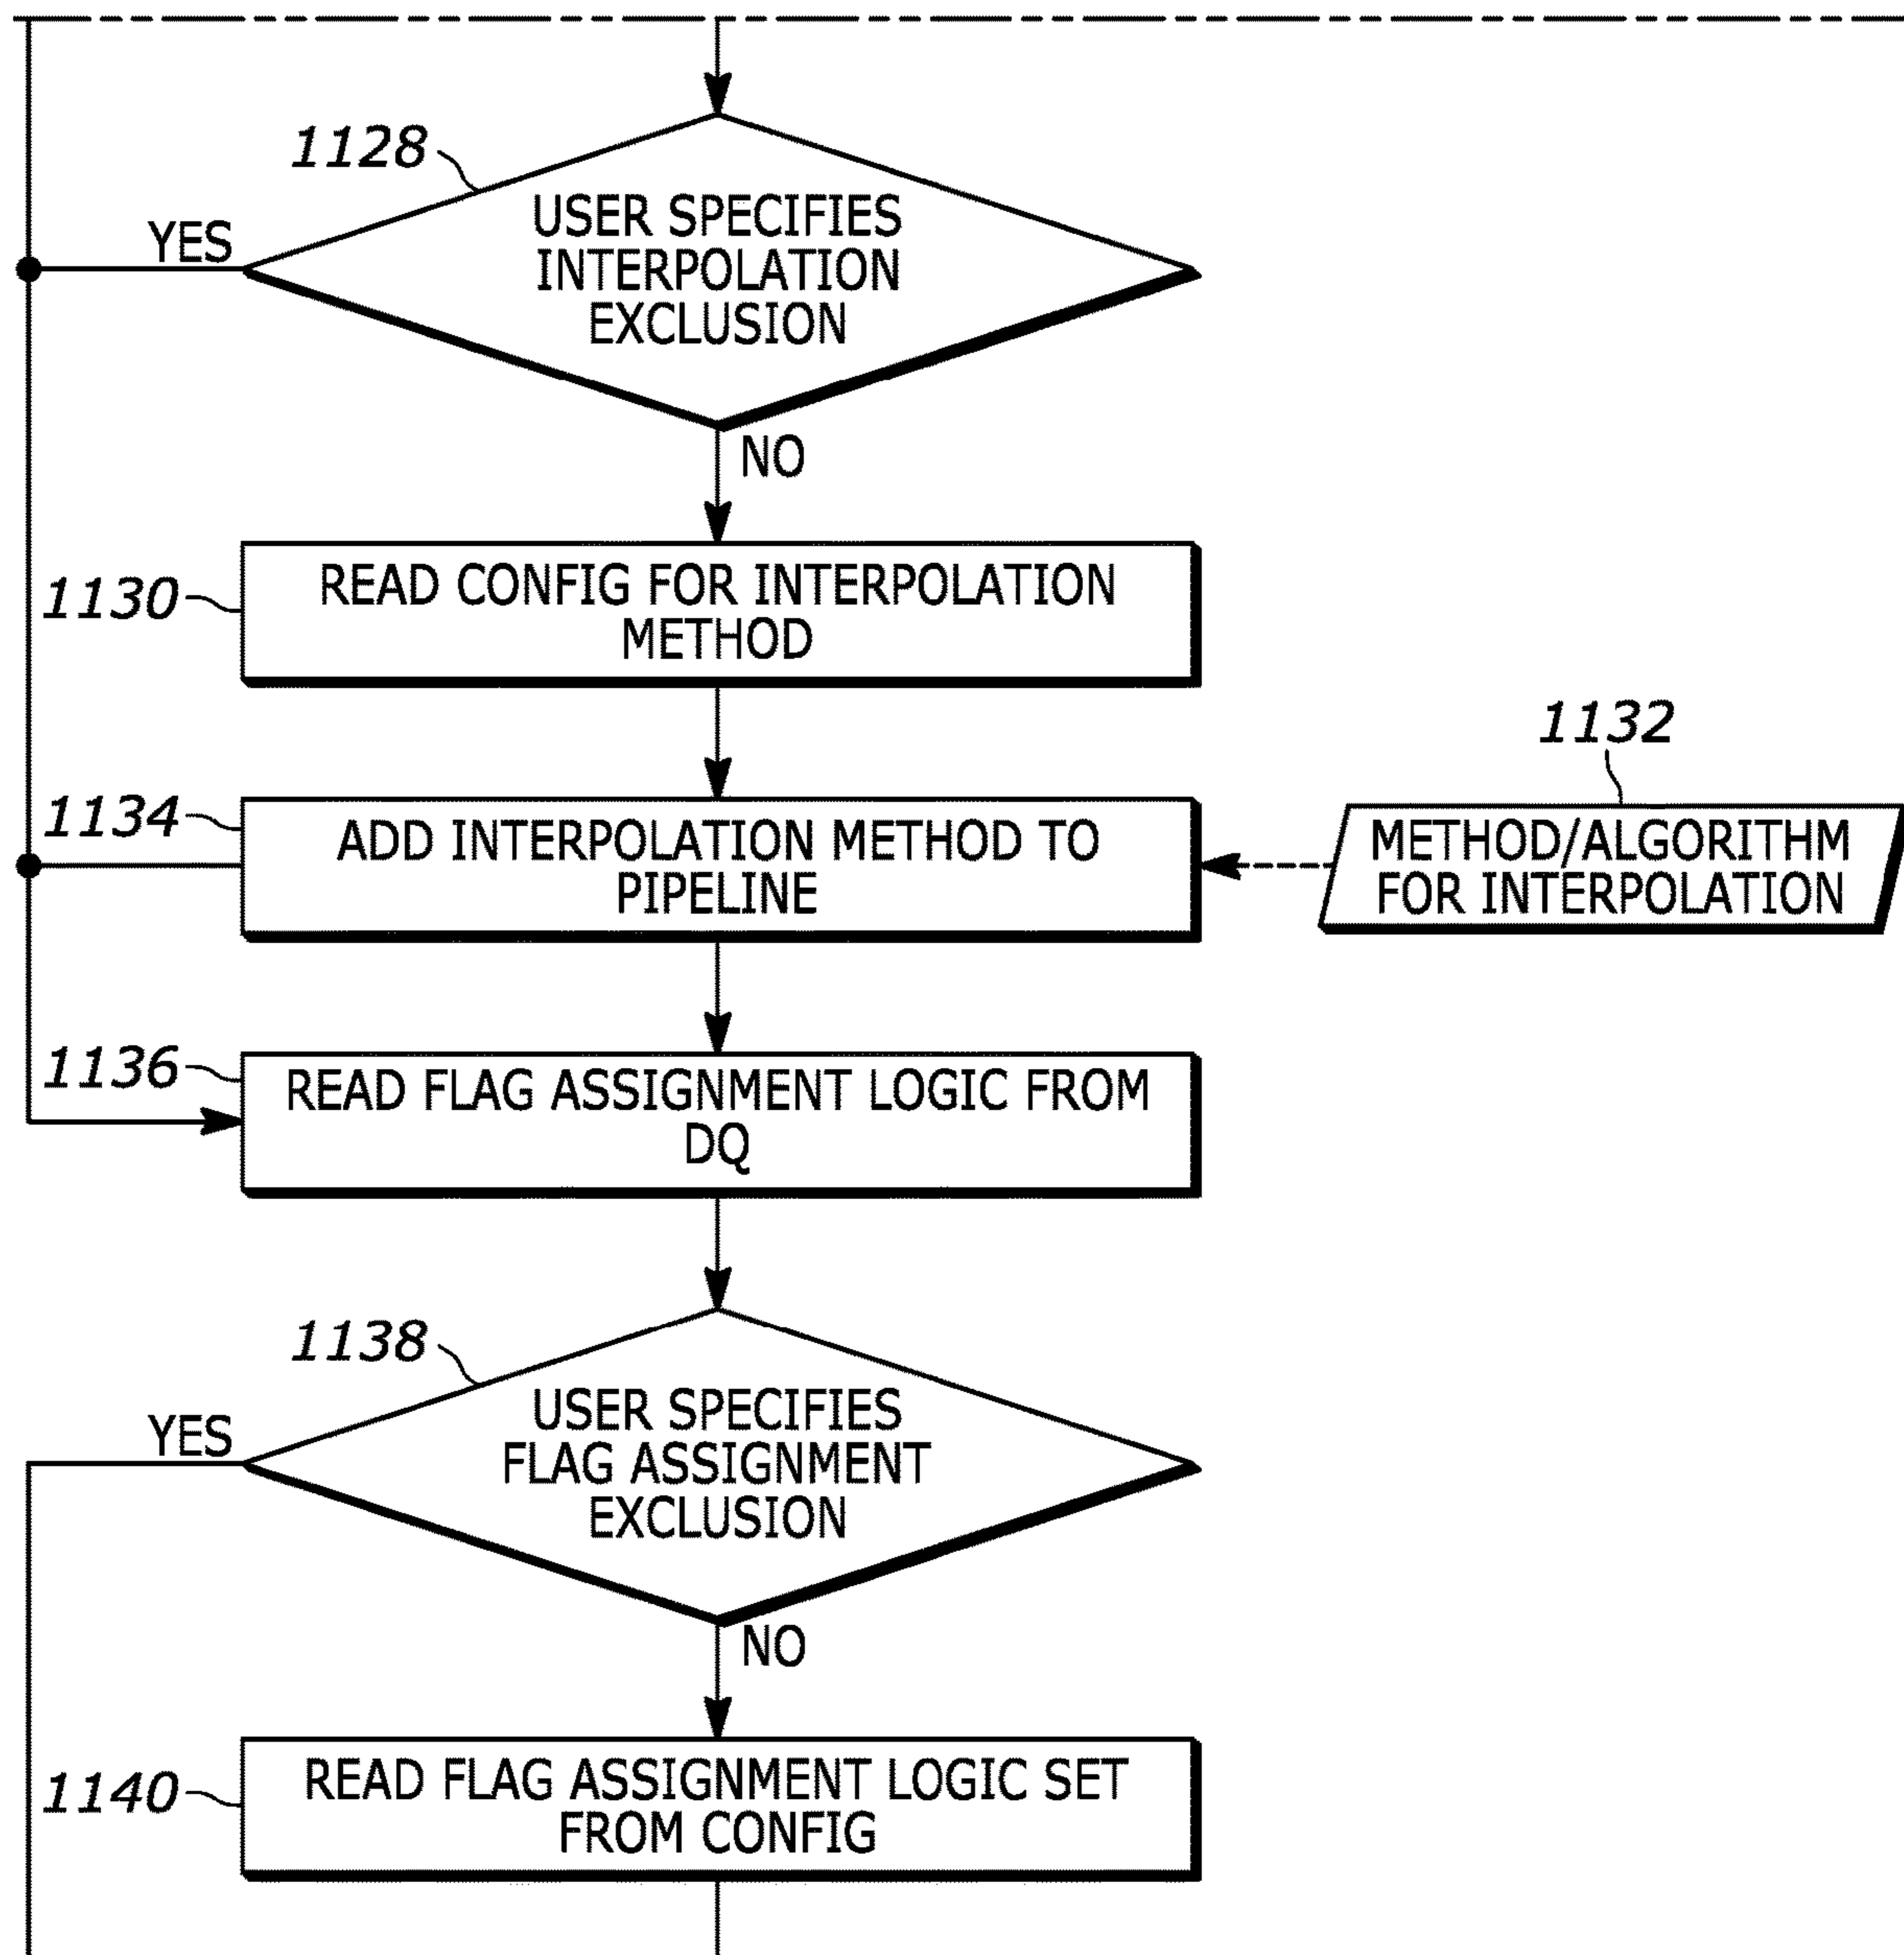 1128
USER SPECIFIES
INTERPOLATION
EXCLUSION
YES
NO
1130
READ CONFIG FOR INTERPOLATION
METHOD
1132
1134
ADD INTERPOLATION METHOD TO
PIPELINE
METHOD/ALGORITHM
FOR INTERPOLATION
1136
READ FLAG ASSIGNMENT LOGIC FROM
DQ
1138
USER SPECIFIES
FLAG ASSIGNMENT
EXCLUSION
YES
NO
1140
READ FLAG ASSIGNMENT LOGIC SET
FROM CONFIG